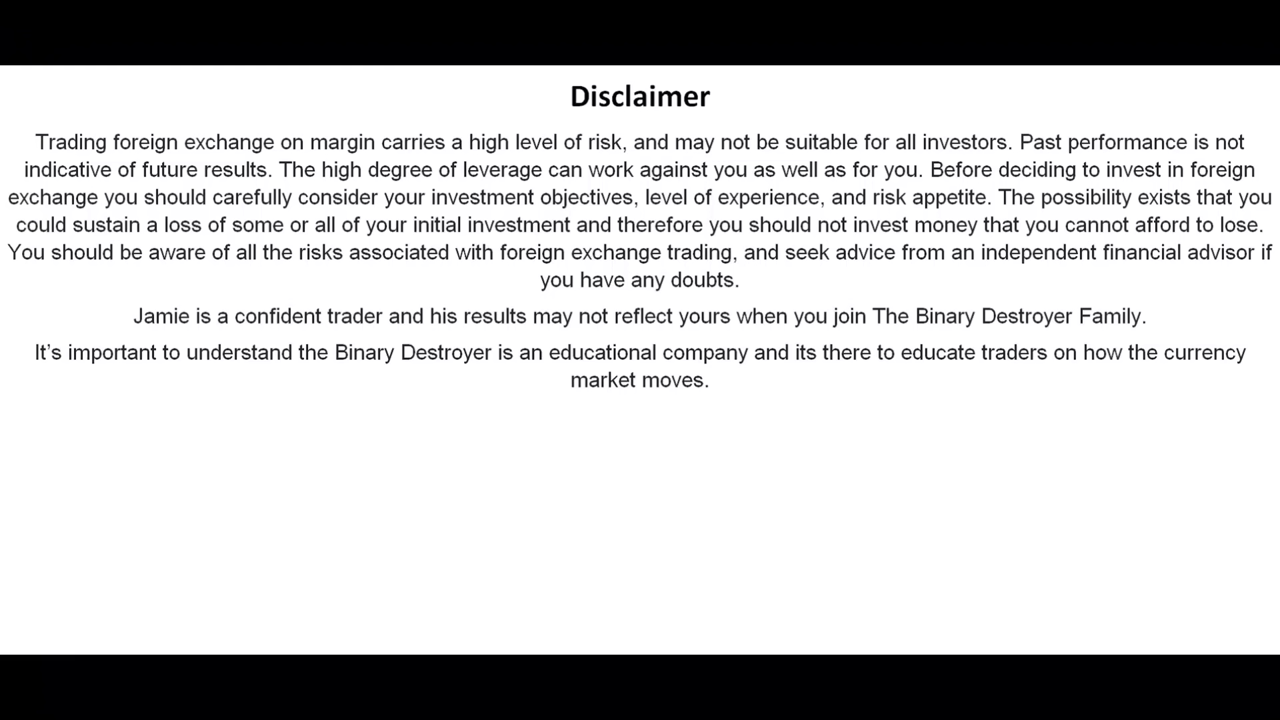 Disclaimer
Trading foreign exchange on margin carries a high level of risk, and may not be suitable for all investors. Past performance is not
indicative of future results. The high degree of leverage can work against you as well as for you. Before deciding to invest in foreign
exchange you should carefully consider your investment objectives, level of experience, and risk appetite. The possibility exists that you
could sustain a loss of some or all of your initial investment and therefore you should not invest money that you cannot afford to lose.
You should be aware of all the risks associated with foreign exchange trading, and seek advice from an independent financial advisor if
you have any doubts.
Jamie is a confident trader and his results may not reflect yours when you join The Binary Destroyer Family.
It’s important to understand the Binary Destroyer is an educational company and its there to educate traders on how the currency
market moves.